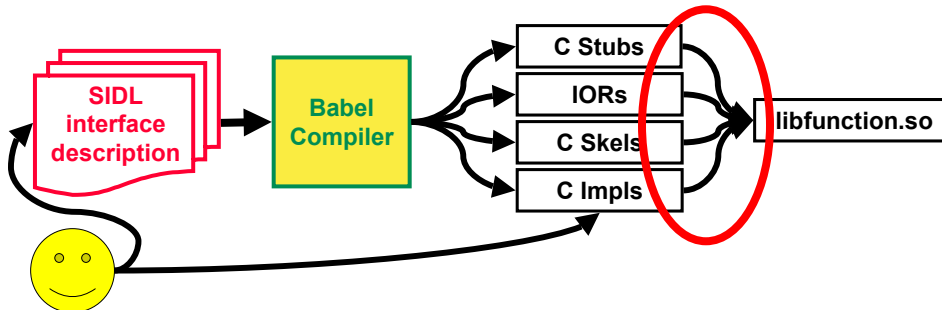 SIDL
interface
description
Babel
Compiler
C Stubs
IORs
C Skels
C Impls
libfunction.so